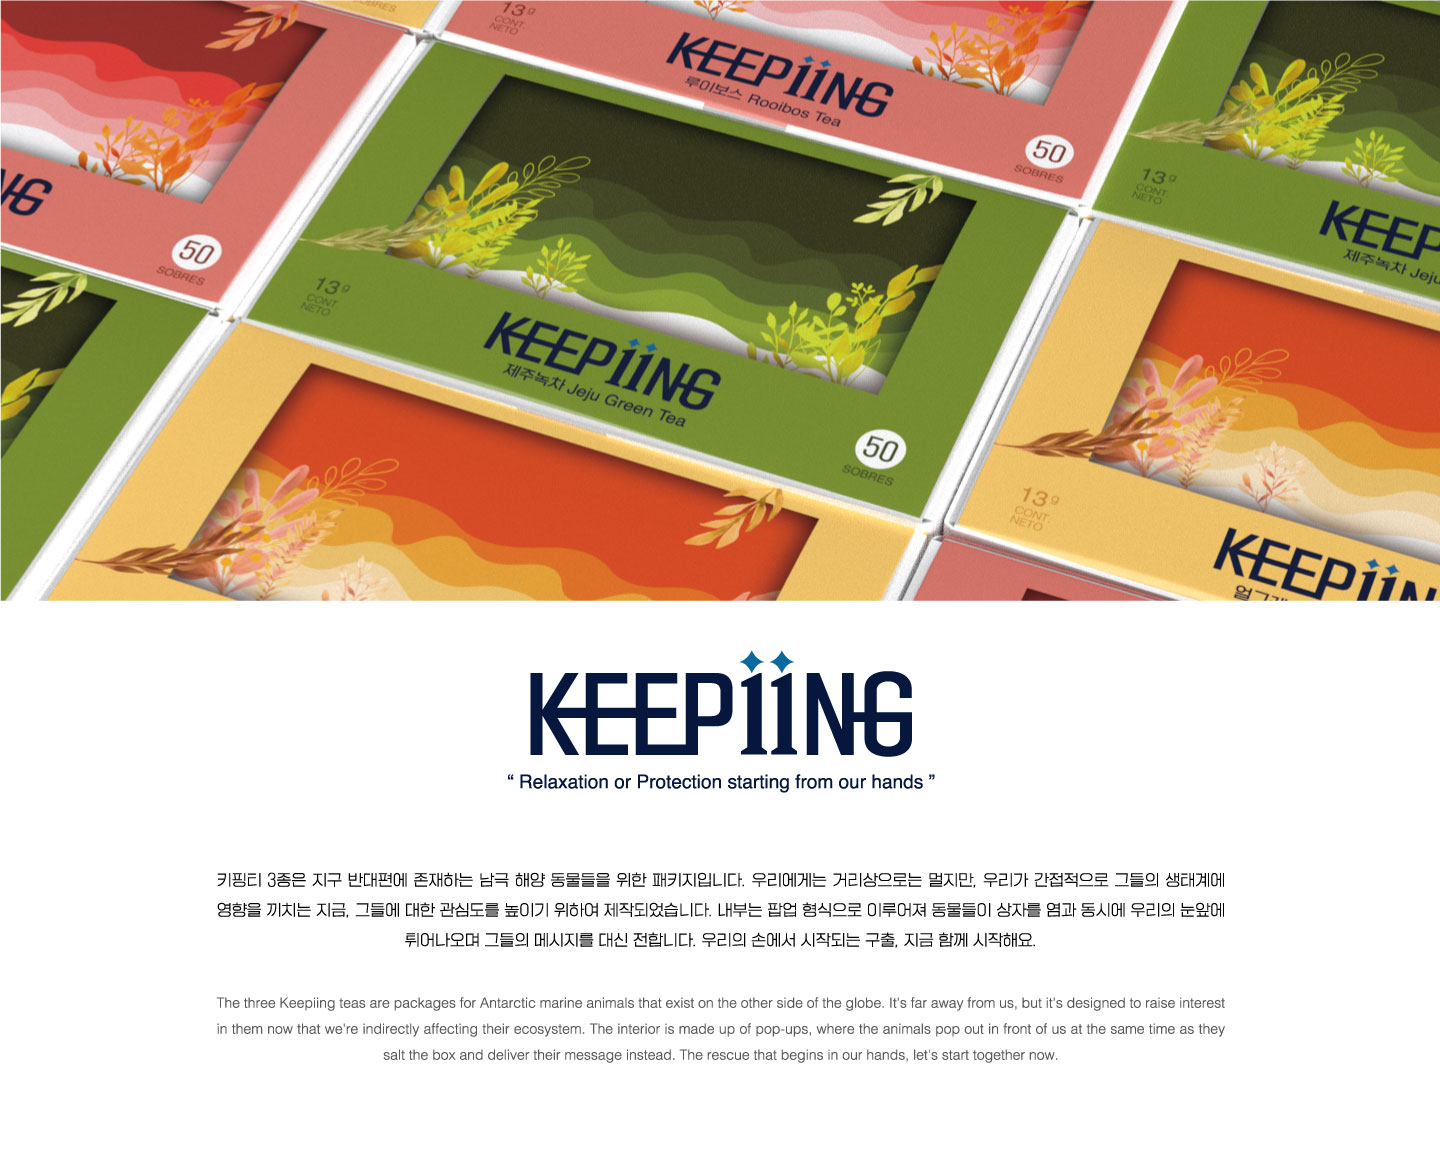 13g
CONT.
NETO
KEEPiiNG
루이보스 Rooibos Tea
50
SOBRES
50
SOBRES
13g
CONT.
NETO
KEEPiiNG
제주녹차 Jeju Green Tea
50
SOBRES
13g
CONT.
NETO
제주녹차
13g
CONT.
NETO
KEEPiiNG
“ Relaxation or Protection starting from our hands ”
키핑티 3종은 지구 반대편에 존재하는 남극 해양 동물들을 위한 패키지입니다. 우리에게는 거리상으로는 멀지만, 우리가 간접적으로 그들의 생태계에
영향을 끼치는 지금, 그들에 대한 관심도를 높이기 위하여 제작되었습니다. 내부는 팝업 형식으로 이루어져 동물들이 상자를 염과 동시에 우리의 눈앞에
튀어나오며 그들의 메시지를 대신 전합니다. 우리의 손에서 시작되는 구출, 지금 함께 시작해요.
The three Keepiing teas are packages for Antarctic marine animals that exist on the other side of the globe. It's far away from us, but it's designed to raise interest
in them now that we're indirectly affecting their ecosystem. The interior is made up of pop-ups, where the animals pop out in front of us at the same time as they
salt the box and deliver their message instead. The rescue that begins in our hands, let's start together now.